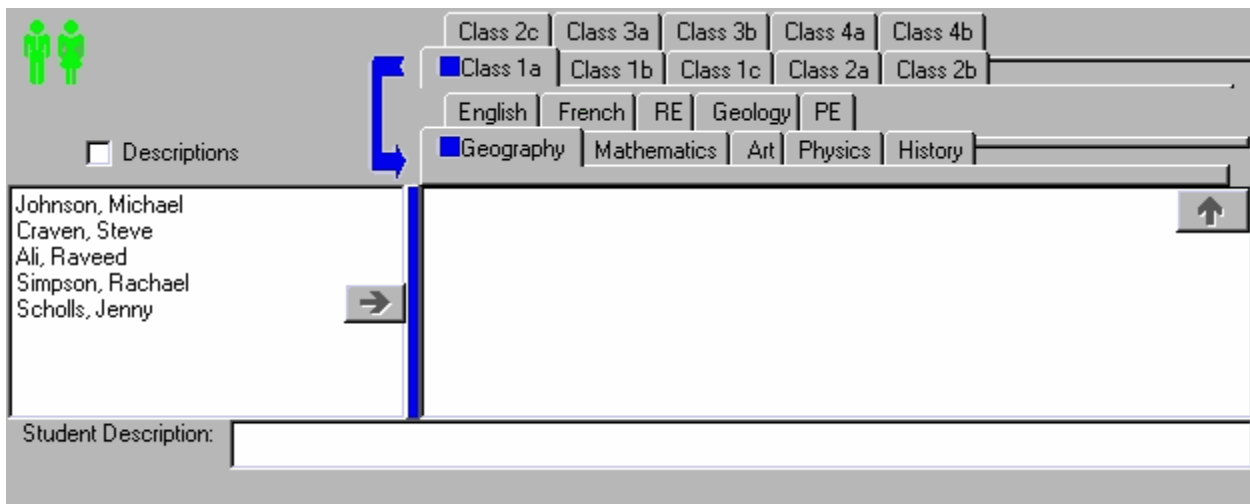 Class 2c Class 3a Class 3b Class 4a Class 4b
Class 1a Class 1b Class 1c Class 2a Class 2b
English French RE Geology PE
Geography Mathematics Art Physics History
Descriptions
Johnson, Michael
Craven, Steve
Ali, Raveed
Simpson, Rachael
Scholls, Jenny
Student Description: